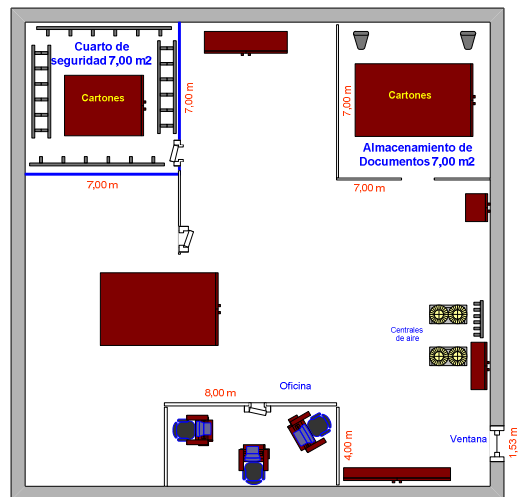 Cuarto de
seguridad 7,00 m2
Cartones
7,00 m
7,00 m
7,00 m
Cartones
Almacenamiento de
Documentos 7,00 m2
7,00 m
Centrales
de aire
8,00 m
Oficina
4,00 m
Ventana
1,53 m